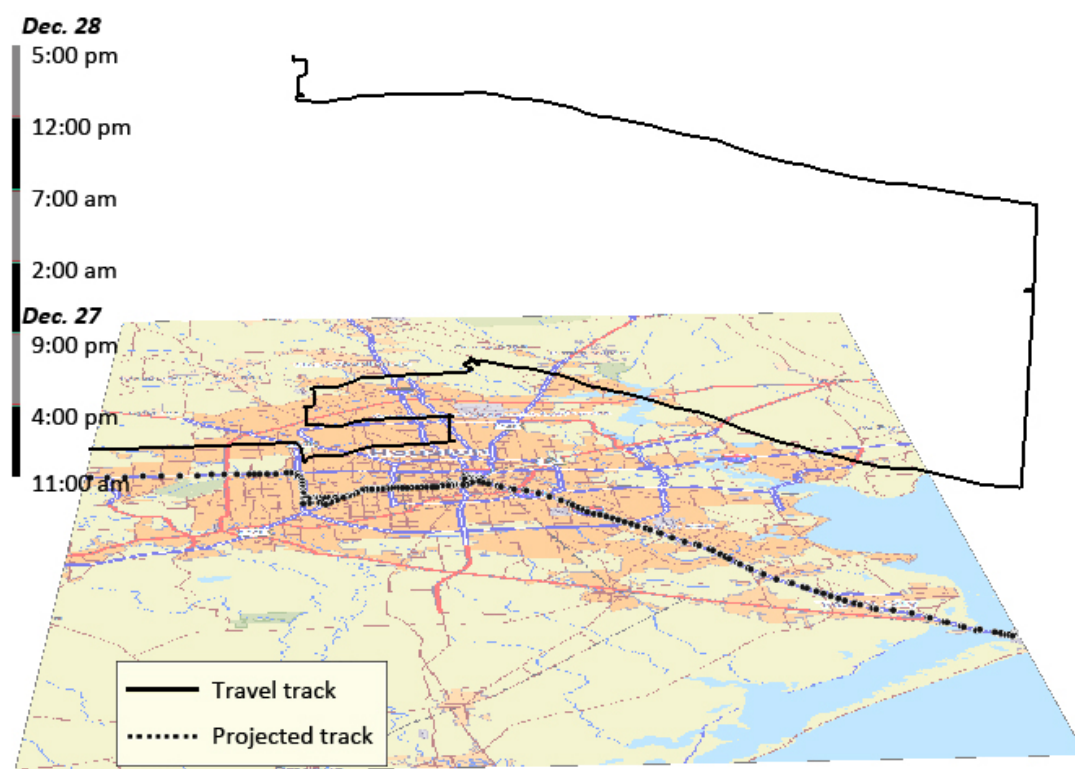 Dec. 28
5:00 pm
12:00 pm
7:00 am
2:00 am
Dec. 27
9:00 pm
4:00 pm
11:00 am
Travel track
Projected track